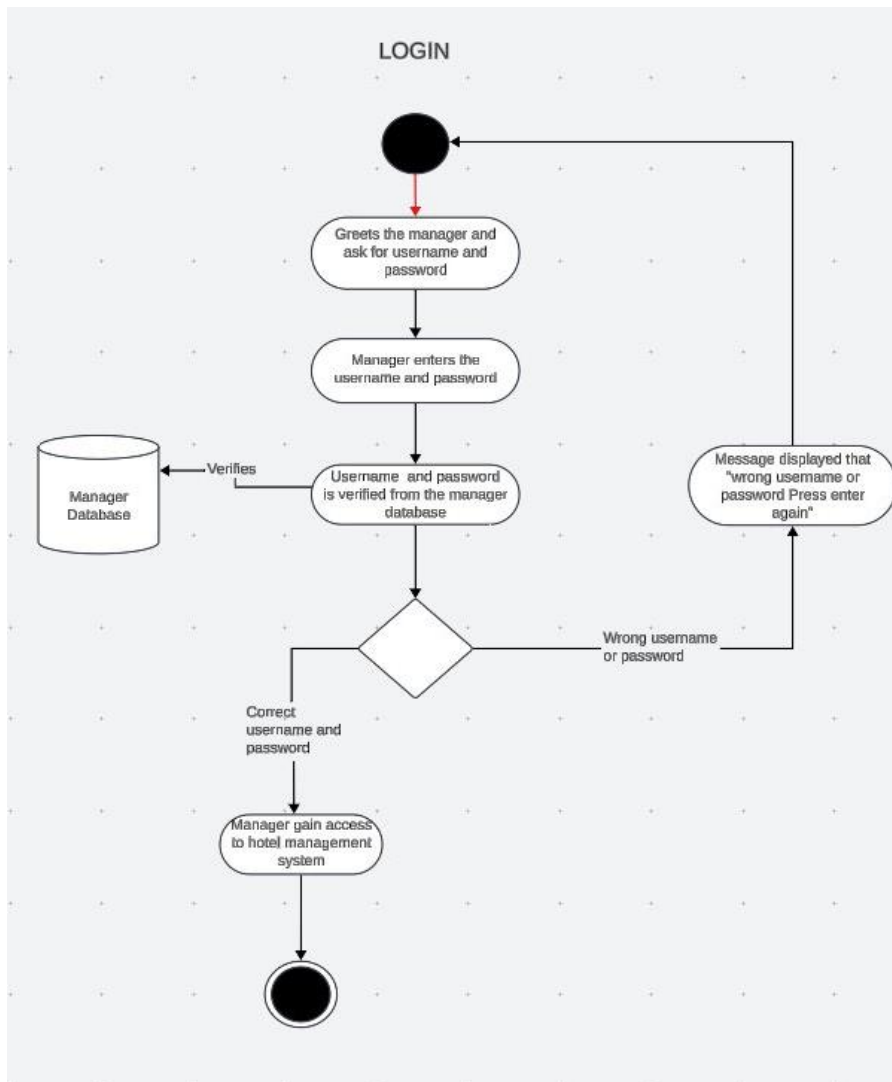 LOGIN
Greets the manager and
ask for username and
password
Manager enters the
username and password
Verifies
Username and password
is verified from the manager
database
Manager
Database
Message displayed that
"wrong username or
password Press enter
again"
Wrong username
or password
Correct
username and
password
Manager gain access
to hotel management
system